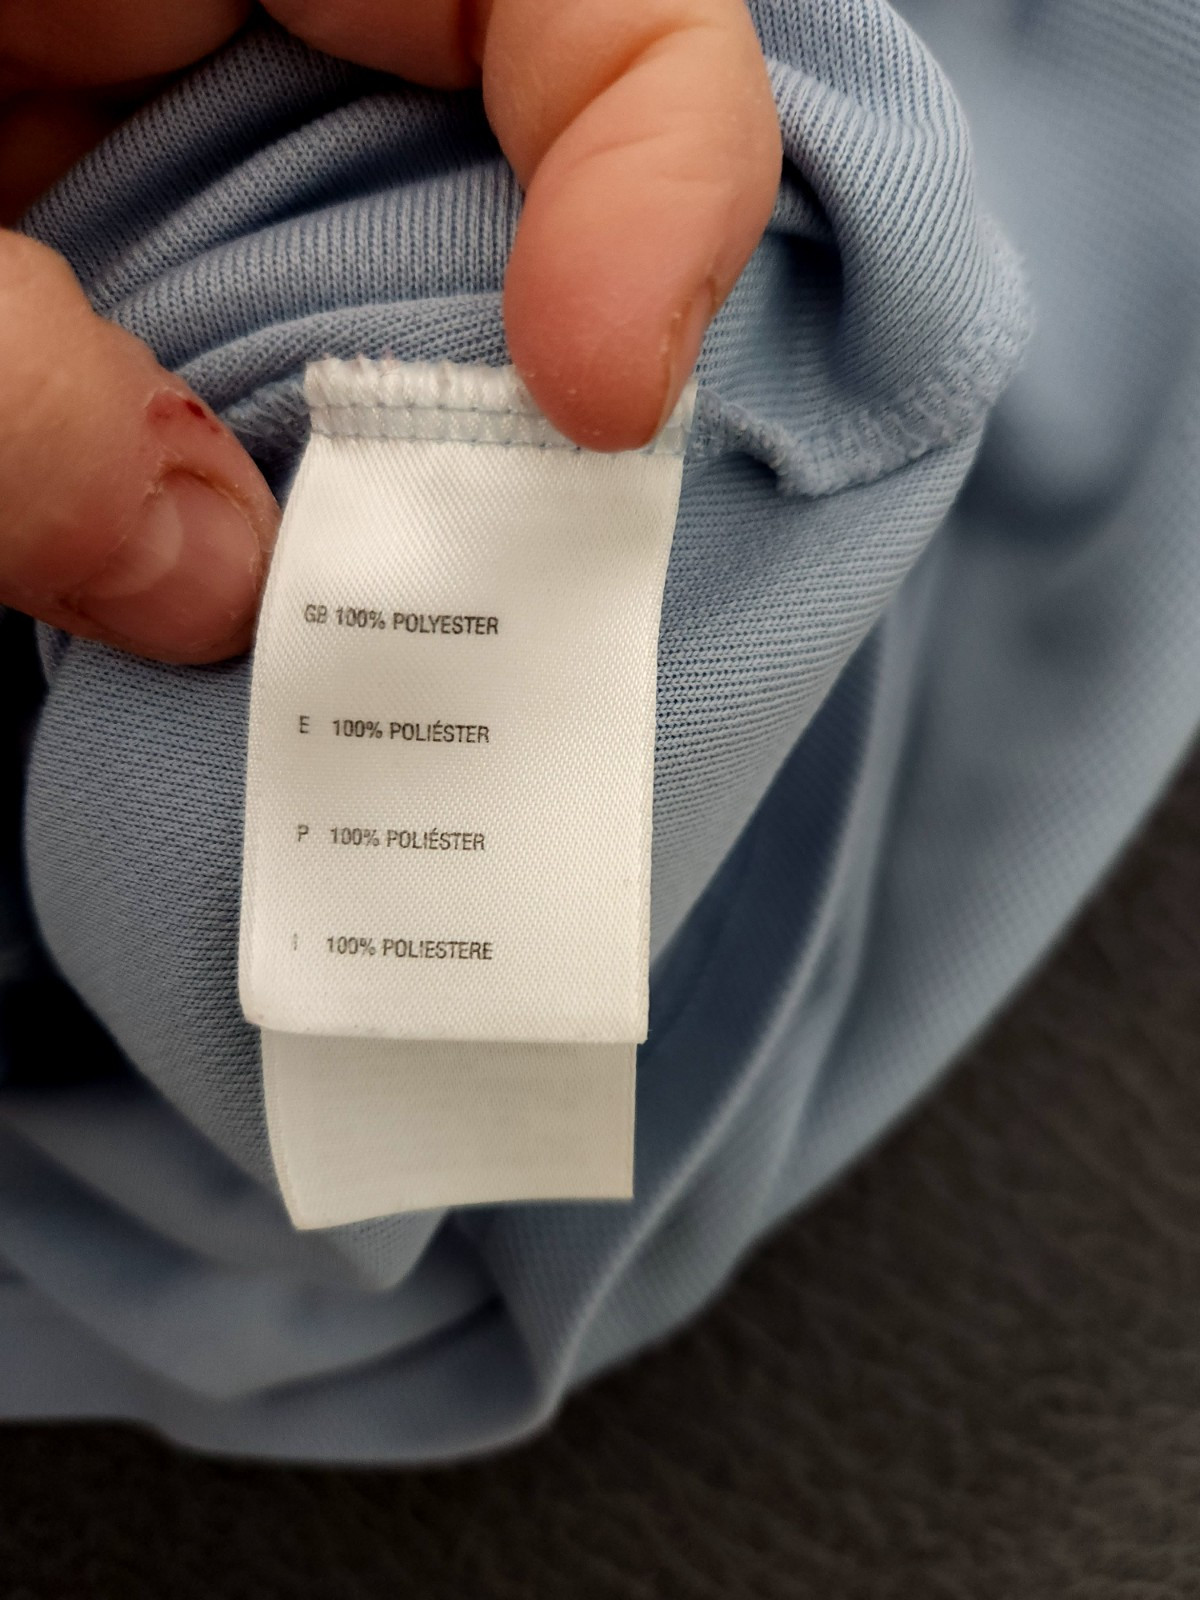 GB 100% POLYESTER
E 100% POLIÉSTER
P 100% POLIÉSTER
I 100% POLIESTERE